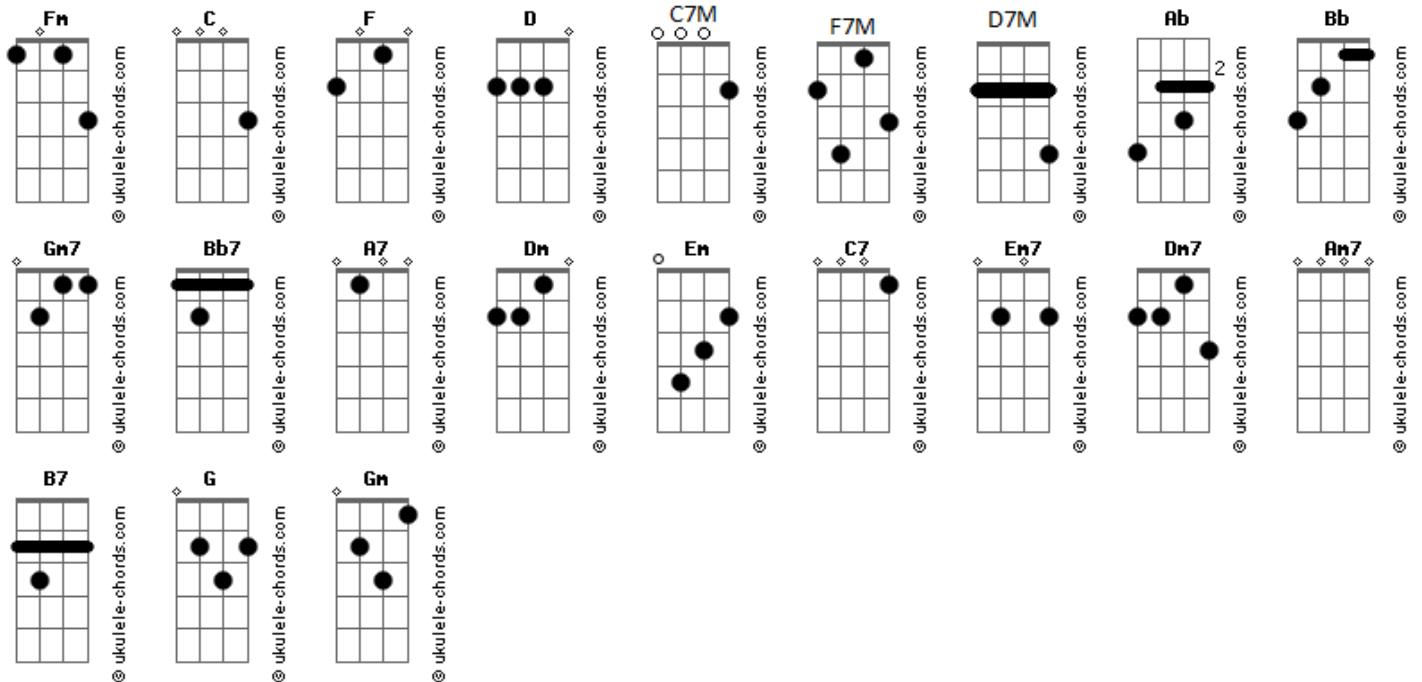 Fm C F D C7M F7M D7M Ab Bb
2
© ukulele-chords.com © ukulele-chords.com © ukulele-chords.com © ukulele-chords.com © ukulele-chords.com © ukulele-chords.com © ukulele-chords.com © ukulele-chords.com © ukulele-chords.com
Gm7 Bb7 A7 Dm Em C7 Em7 Dm7 Am7
© ukulele-chords.com © ukulele-chords.com © ukulele-chords.com © ukulele-chords.com © ukulele-chords.com © ukulele-chords.com © ukulele-chords.com © ukulele-chords.com © ukulele-chords.com
B7 G Gm
© ukulele-chords.com © ukulele-chords.com © ukulele-chords.com